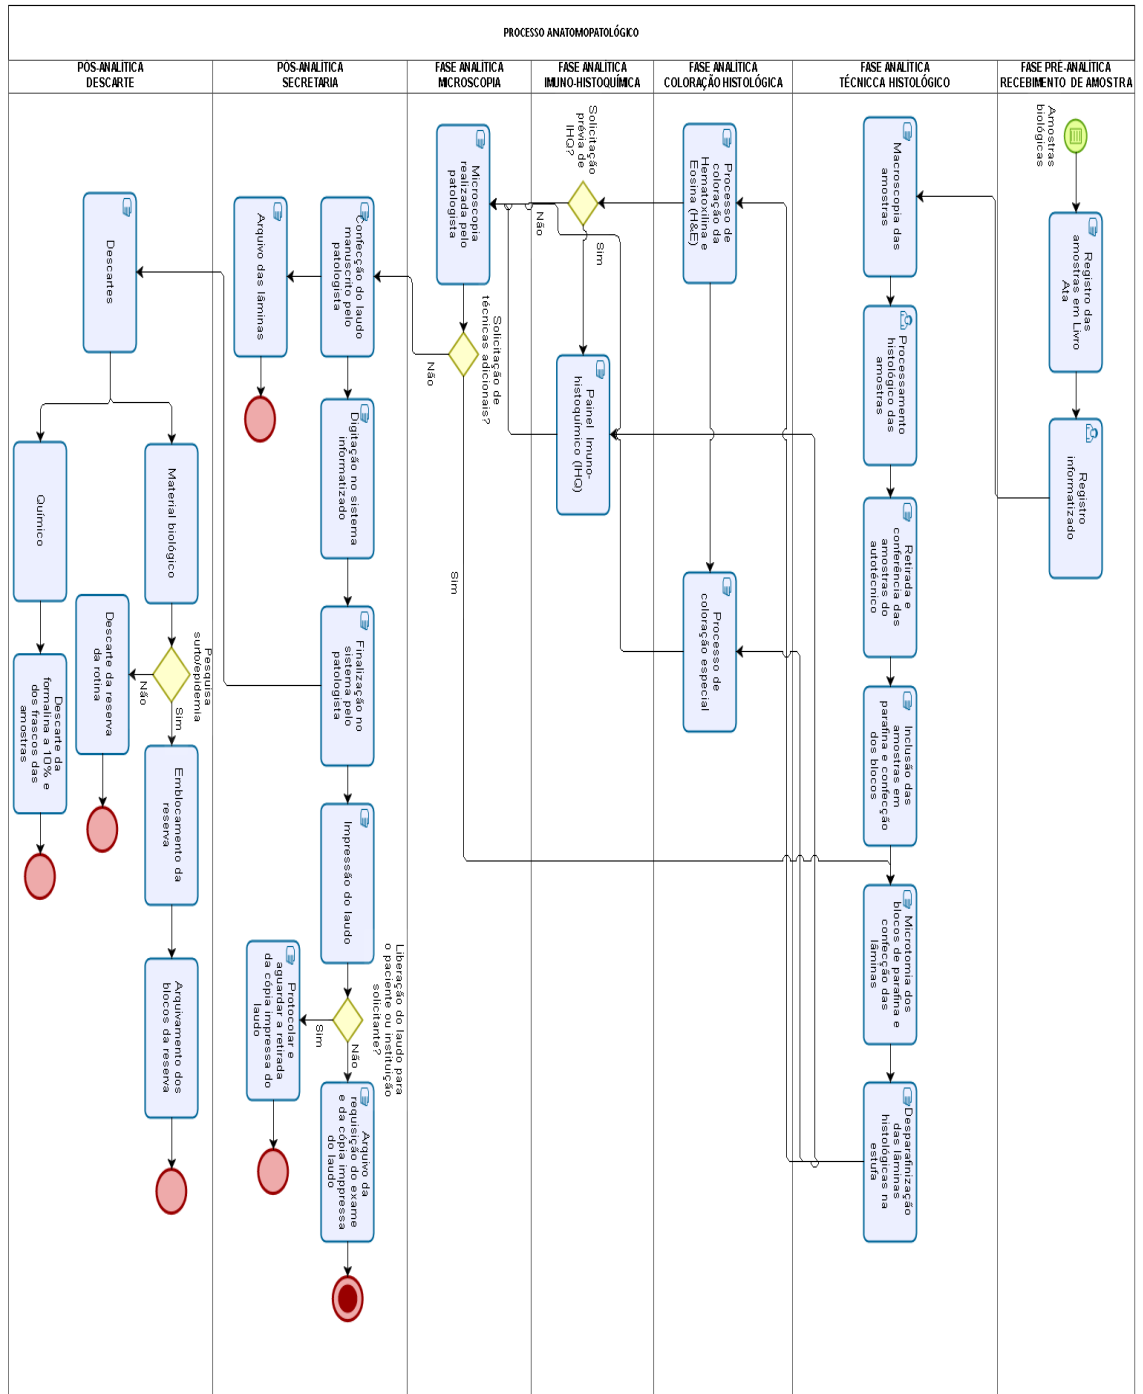 PROCESSO ANATOMOPATOLÓGICO
POS-ANALITICA
DESCARTE
POS-ANALITICA
SECRETARIA
FASE ANALITICA
MICROSCOPIA
FASE ANALITICA
IMUNO-HISTOQUÍMICA
FASE ANALITICA
COLORAÇÃO HISTOLÓGICA
FASE ANALITICA
TÉCNICCA HISTOLÓGICO
FASE PRE-ANALITICA
RECEBIMENTO DE AMOSTRA
Amostras
biológicas
Registro das
amostras em Livro
Ata
Registro
informatizado
Macroscopia das
amostras
Processamento
histológico das
amostras
Retirada e
conferência das
amostras do
autotécnico
Inclusão das
amostras em
parafina e confecção
dos blocos
Microtomia dos
blocos de parafina e
confecção das
lâminas
Desparafinização
das lâminas
histológicas na
estufa
Processo de
coloração da
Hematoxilina e
Eosina (H&E)
Processo de
coloração especial
Solicitação
prévia de
IHQ?
Sim
Não
Painel Imuno-
histoquímico (IHQ)
Microscopia
realizada pelo
patologista
Solicitação de
técnicas adicionais?
Não
Sim
Confecção do laudo
manuscrito pelo
patologista
Arquivo das lâminas
Digitação no sistema
informatizado
Finalização no
sistema pelo
patologista
Impressão do laudo
Liberação do laudo para
o paciente ou instituição
solicitante?
Não
Sim
Protocolar e
aguardar a retirada
da cópia impressa do
laudo
Arquivo da
requisição do exame
e da cópia imppressa
do laudo
Descartes
Material biológico
Químico
Pesquisa
surto/epidemia
Sim
Não
Descarte da reserva
da rotina
Descarte da
formalina a 10% e
dos frascos das
amostras
Emblocamento da
reserva
Arquivamento dos
blocos da reserva